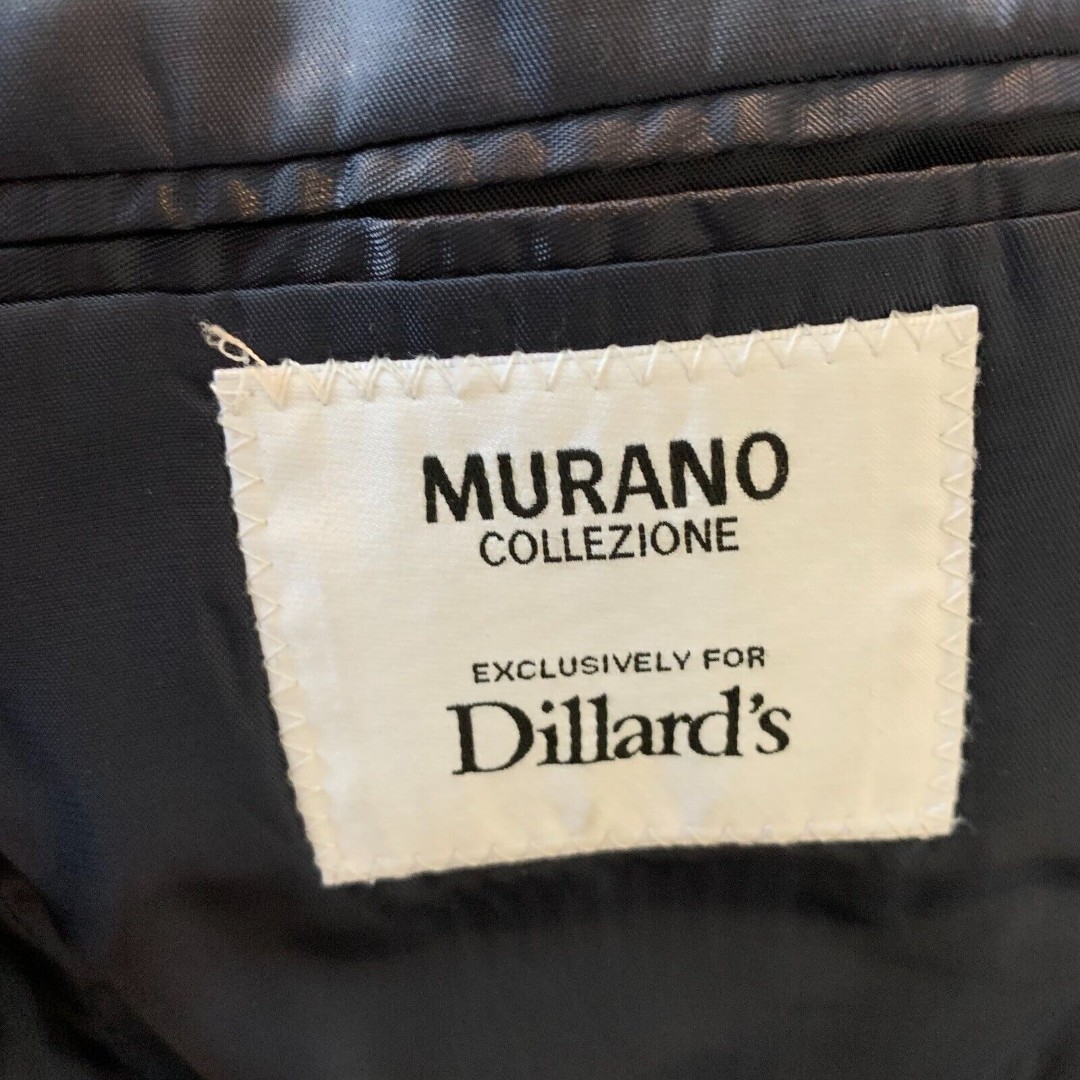 MURANO
COLLEZIONE
EXCLUSIVELY FOR
Dillard's